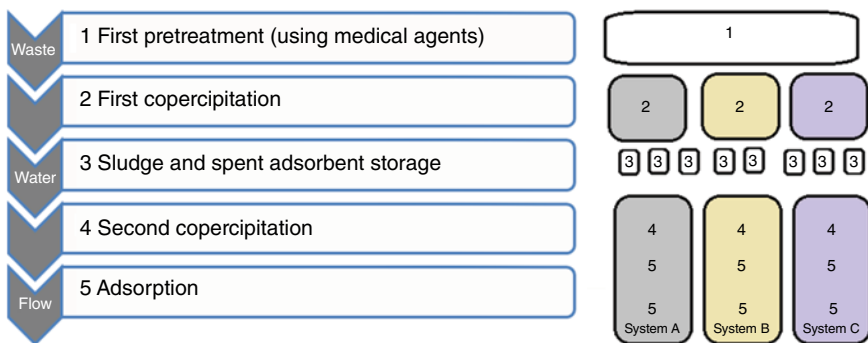 Waste
1 First pretreatment (using medical agents)
2 First copercipitation
Water
3 Sludge and spent adsorbent storage
4 Second copercipitation
Flow
5 Adsorption
1
2 2 2
3 3 3 3 3 3 3 3
4 4 4
5 5 5
5 5 5
System A System B System C